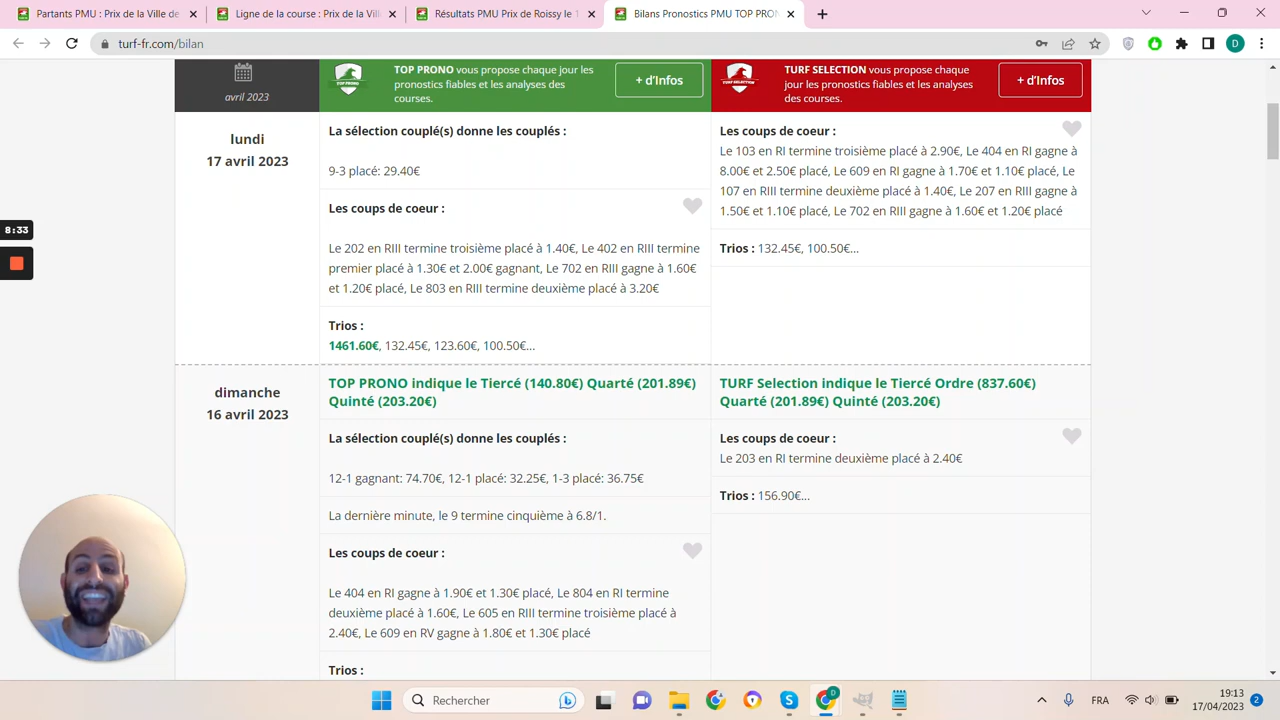 Partants PMU : Prix de la Ville de
Ligne de la course : Prix de la Vill
Résultats PMU Prix de Roissy le 1
Bilans Pronostics PMU TOP PRON
turf-fr.com/bilan
D
avril 2023
TOP PRONO
TOP PRONO vous propose chaque jour les
pronostics fiables et les analyses des
courses.
+ d'Infos
TURF SELECTION
TURF SELECTION vous propose chaque
jour les pronostics fiables et les analyses
des courses.
+ d'Infos
lundi
17 avril 2023
La sélection couplé(s) donne les couplés :
9-3 placé: 29.40€
Les coups de coeur :
Le 202 en RIII termine troisième placé à 1.40€, Le 402 en RIII termine
premier placé à 1.30€ et 2.00€ gagnant, Le 702 en RIII gagne à 1.60€
et 1.20€ placé, Le 803 en RIII termine deuxième placé à 3.20€
Trios :
1461.60€, 132.45€, 123.60€, 100.50€...
Les coups de coeur :
Le 103 en RI termine troisième placé à 2.90€, Le 404 en RI gagne à
8.00€ et 2.50€ placé, Le 609 en RI gagne à 1.70€ et 1.10€ placé, Le
107 en RIII termine deuxième placé à 1.40€, Le 207 en RIII gagne à
1.50€ et 1.10€ placé, Le 702 en RIII gagne à 1.60€ et 1.20€ placé
Trios : 132.45€, 100.50€...
8:33
dimanche
16 avril 2023
TOP PRONO indique le Tiercé (140.80€) Quarté (201.89€)
Quinté (203.20€)
La sélection couplé(s) donne les couplés :
12-1 gagnant: 74.70€, 12-1 placé: 32.25€, 1-3 placé: 36.75€
La dernière minute, le 9 termine cinquième à 6.8/1.
Les coups de coeur :
Le 404 en RI gagne à 1.90€ et 1.30€ placé, Le 804 en RI termine
deuxième placé à 1.60€, Le 605 en RIII termine troisième placé à
2.40€, Le 609 en RV gagne à 1.80€ et 1.30€ placé
Trios :
TURF Selection indique le Tiercé Ordre (837.60€)
Quarté (201.89€) Quinté (203.20€)
Les coups de coeur :
Le 203 en RI termine deuxième placé à 2.40€
Trios : 156.90€...
Rechercher
D
FRA
19:13
17/04/2023
2